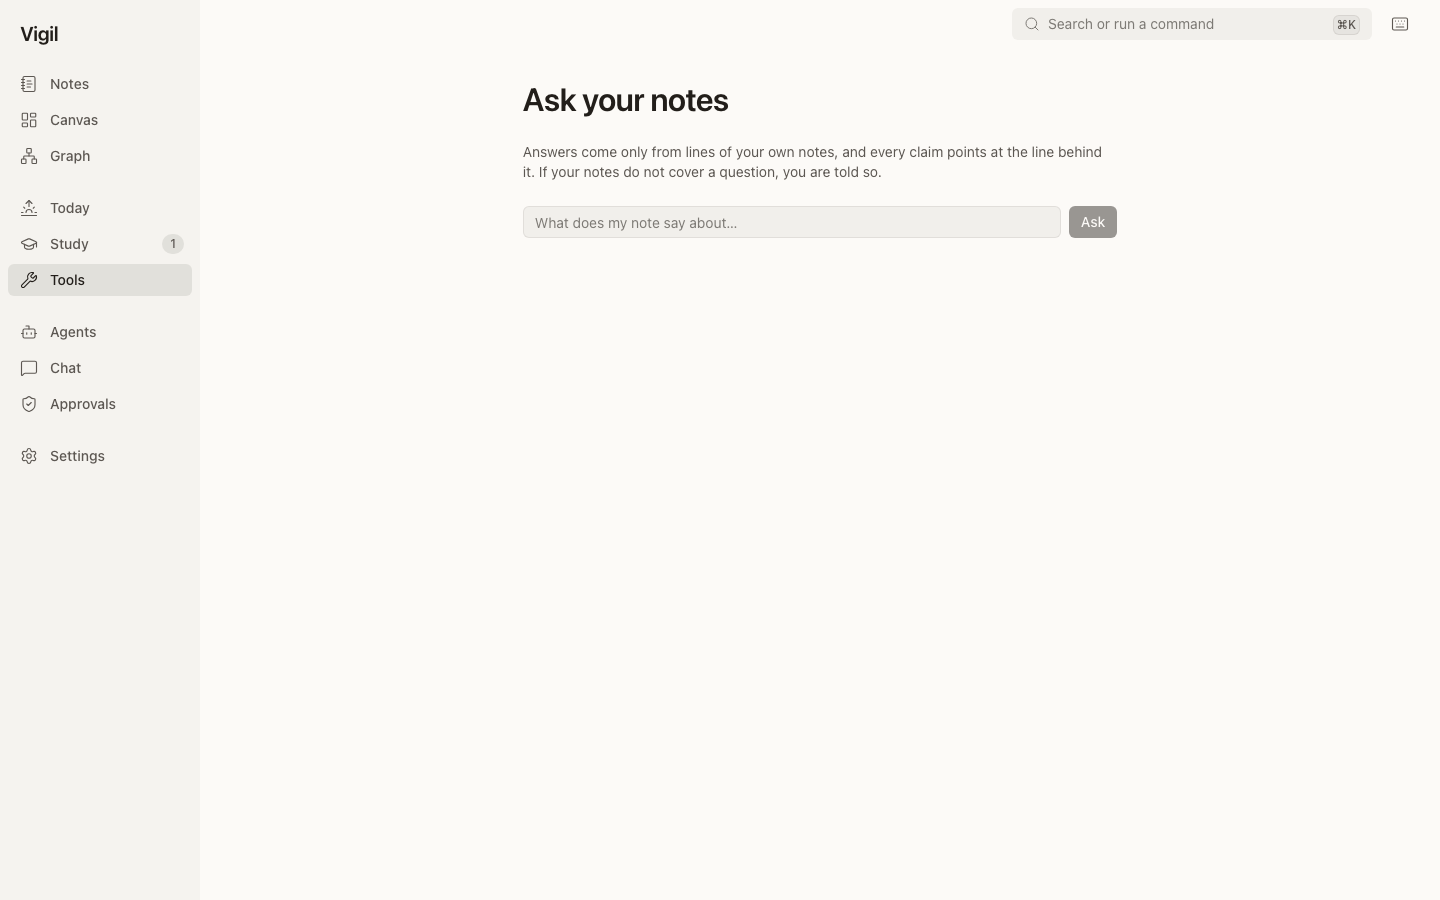 Vigil
Search or run a command
⌘K
Notes
Canvas
Graph
Today
Study
1
Tools
Agents
Chat
Approvals
Settings
Ask your notes
Answers come only from lines of your own notes, and every claim points at the line behind
it. If your notes do not cover a question, you are told so.
What does my note say about…
Ask